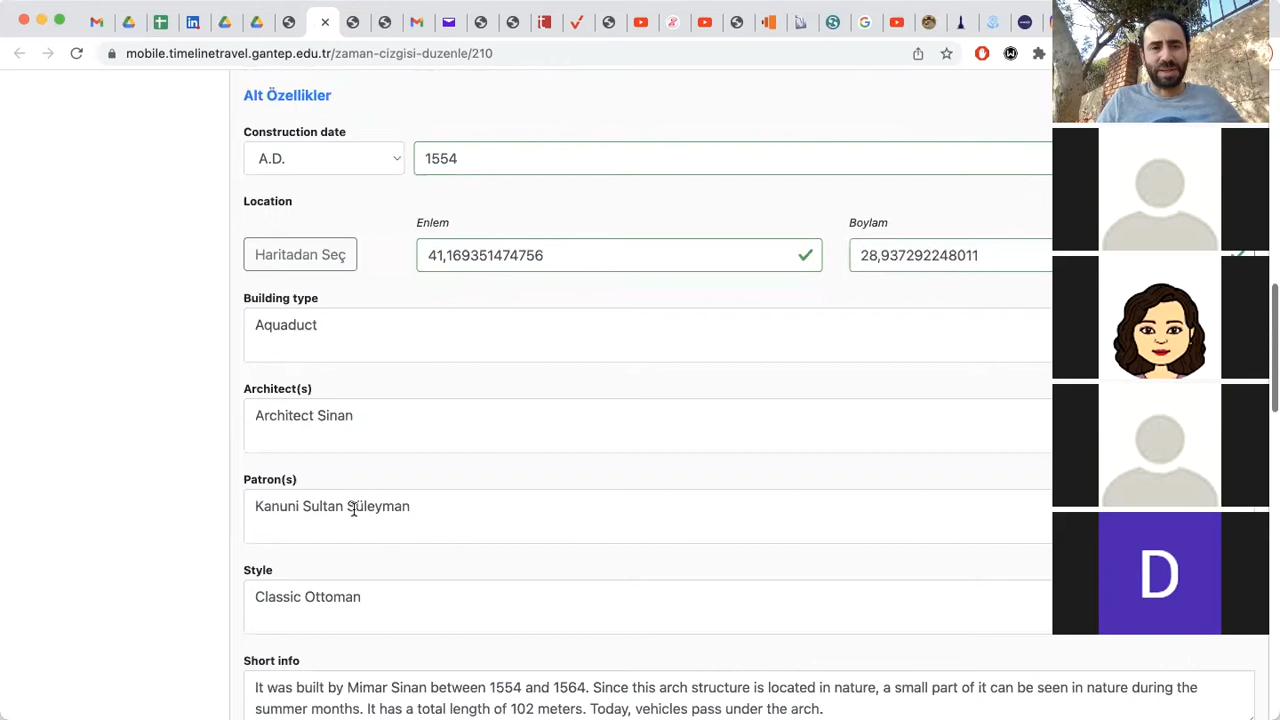 mobile.timelinetravel.gantep.edu.tr/zaman-cizgisi-duzenle/210
Alt Özellikler
Construction date
A.D.
1554
Location
Enlem
Boylam
Haritadan Seç
41,169351474756
28,937292248011
Building type
Aquaduct
Architect(s)
Architect Sinan
Patron(s)
Kanuni Sultan Süleyman
Style
Classic Ottoman
D
Short info
It was built by Mimar Sinan between 1554 and 1564. Since this arch structure is located in nature, a small part of it can be seen in nature during the
summer months. It has a total length of 102 meters. Today, vehicles pass under the arch.